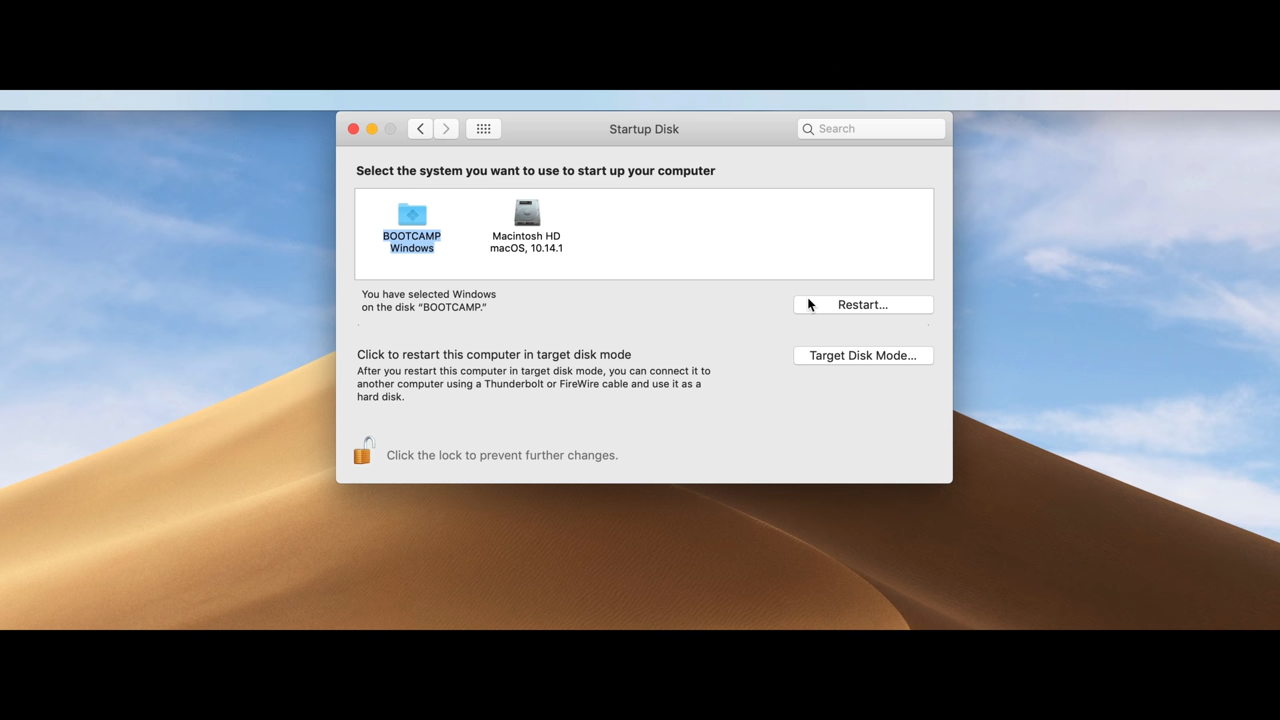 Startup Disk
Search
Select the system you want to use to start up your computer
BOOTCAMP
Windows
Macintosh HD
macOS, 10.14.1
You have selected Windows
on the disk “BOOTCAMP.”
Restart...
Click to restart this computer in target disk mode
Target Disk Mode...
After you restart this computer in target disk mode, you can connect it to
another computer using a Thunderbolt or FireWire cable and use it as a
hard disk.
Click the lock to prevent further changes.